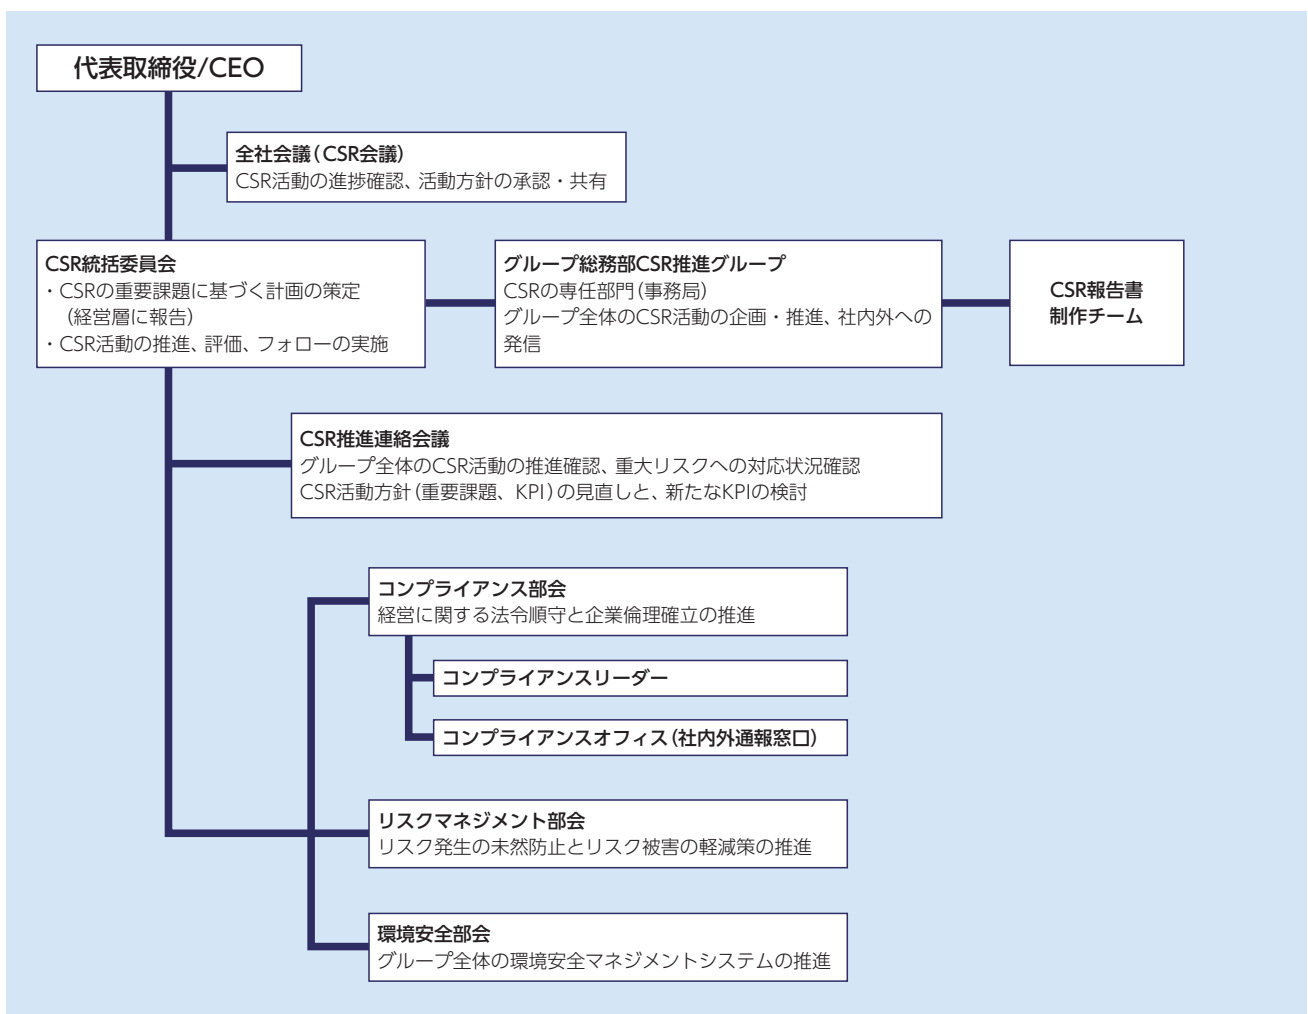 代表取締役/CEO
全社会議(CSR会議)
CSR活動の進捗確認、活動方針の承認・共有
CSR統括委員会
・CSRの重要課題に基づく計画の策定
(経営層に報告)
・CSR活動の推進、評価、フォローの実施
グループ総務部CSR推進グループ
CSRの専任部門(事務局)
グループ全体のCSR活動の企画・推進、社内外への
発信
CSR報告書
制作チーム
CSR推進連絡会議
グループ全体のCSR活動の推進確認、重大リスクへの対応状況確認
CSR活動方針(重要課題、KPI)の見直しと、新たなKPIの検討
コンプライアンス部会
経営に関する法令順守と企業倫理確立の推進
コンプライアンスリーダー
コンプライアンスオフィス(社内外通報窓口)
リスクマネジメント部会
リスク発生の未然防止とリスク被害の軽減策の推進
環境安全部会
グループ全体の環境安全マネジメントシステムの推進